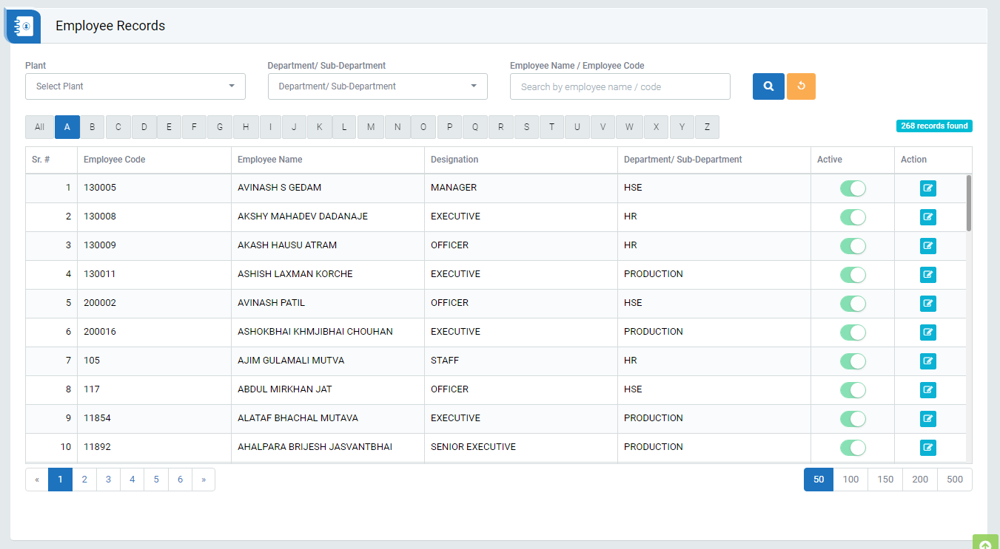 Employee Records
Plant Department/ Sub-Department Employee Name / Employee Code
Select Plant Department/ Sub-Department Search by employee name / code
All A B C D E F G H I J K L M N O P Q R S T U V W X Y Z 268 records found
Sr. # Employee Code Employee Name Designation Department/ Sub-Department Active Action
1 130005 AVINASH S GEDAM MANAGER HSE
2 130008 AKSHY MAHADEV DADANAJE EXECUTIVE HR
3 130009 AKASH HAUSU ATRAM OFFICER HR
4 130011 ASHISH LAXMAN KORCHE EXECUTIVE PRODUCTION
5 200002 AVINASH PATIL OFFICER HSE
6 200016 ASHOKBHAI KHMJIBHAI CHOUHAN EXECUTIVE PRODUCTION
7 105 AJIM GULAMALI MUTVA STAFF HR
8 117 ABDUL MIRKHAN JAT OFFICER HSE
9 11854 ALATAF BHACHAL MUTAVA EXECUTIVE PRODUCTION
10 11892 AHALPARA BRIJESH JASVANTBHAI SENIOR EXECUTIVE PRODUCTION
« 1 2 3 4 5 6 » 50 100 150 200 500